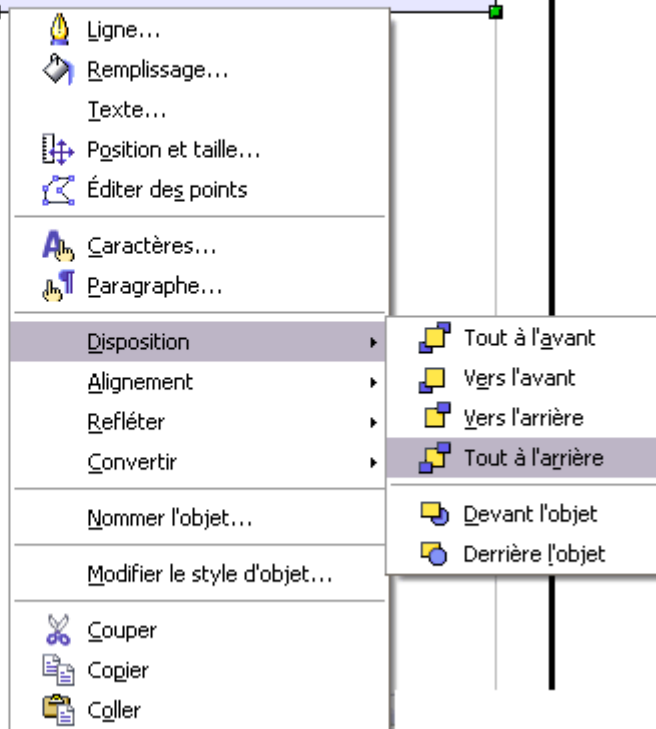 Ligne...
Remplissage...
Texte...
Position et taille...
Éditer des points
Caractères...
Paragraphe...
Disposition
Alignement
Refléter
Convertir
Nommer l'objet...
Modifier le style d'objet...
Couper
Copier
Coller
Tout à l'avant
Vers l'avant
Vers l'arrière
Tout à l'arrière
Devant l'objet
Derrière l'objet